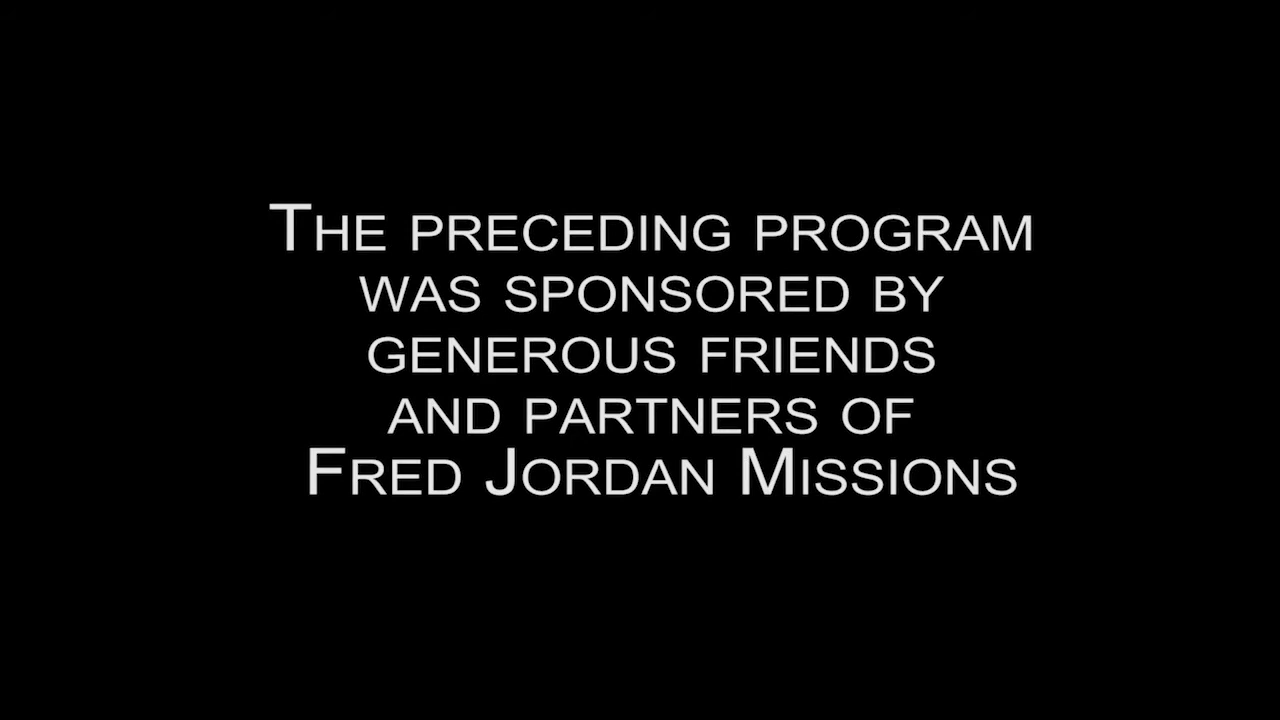 The preceding program
was sponsored by
generous friends
and partners of
Fred Jordan Missions